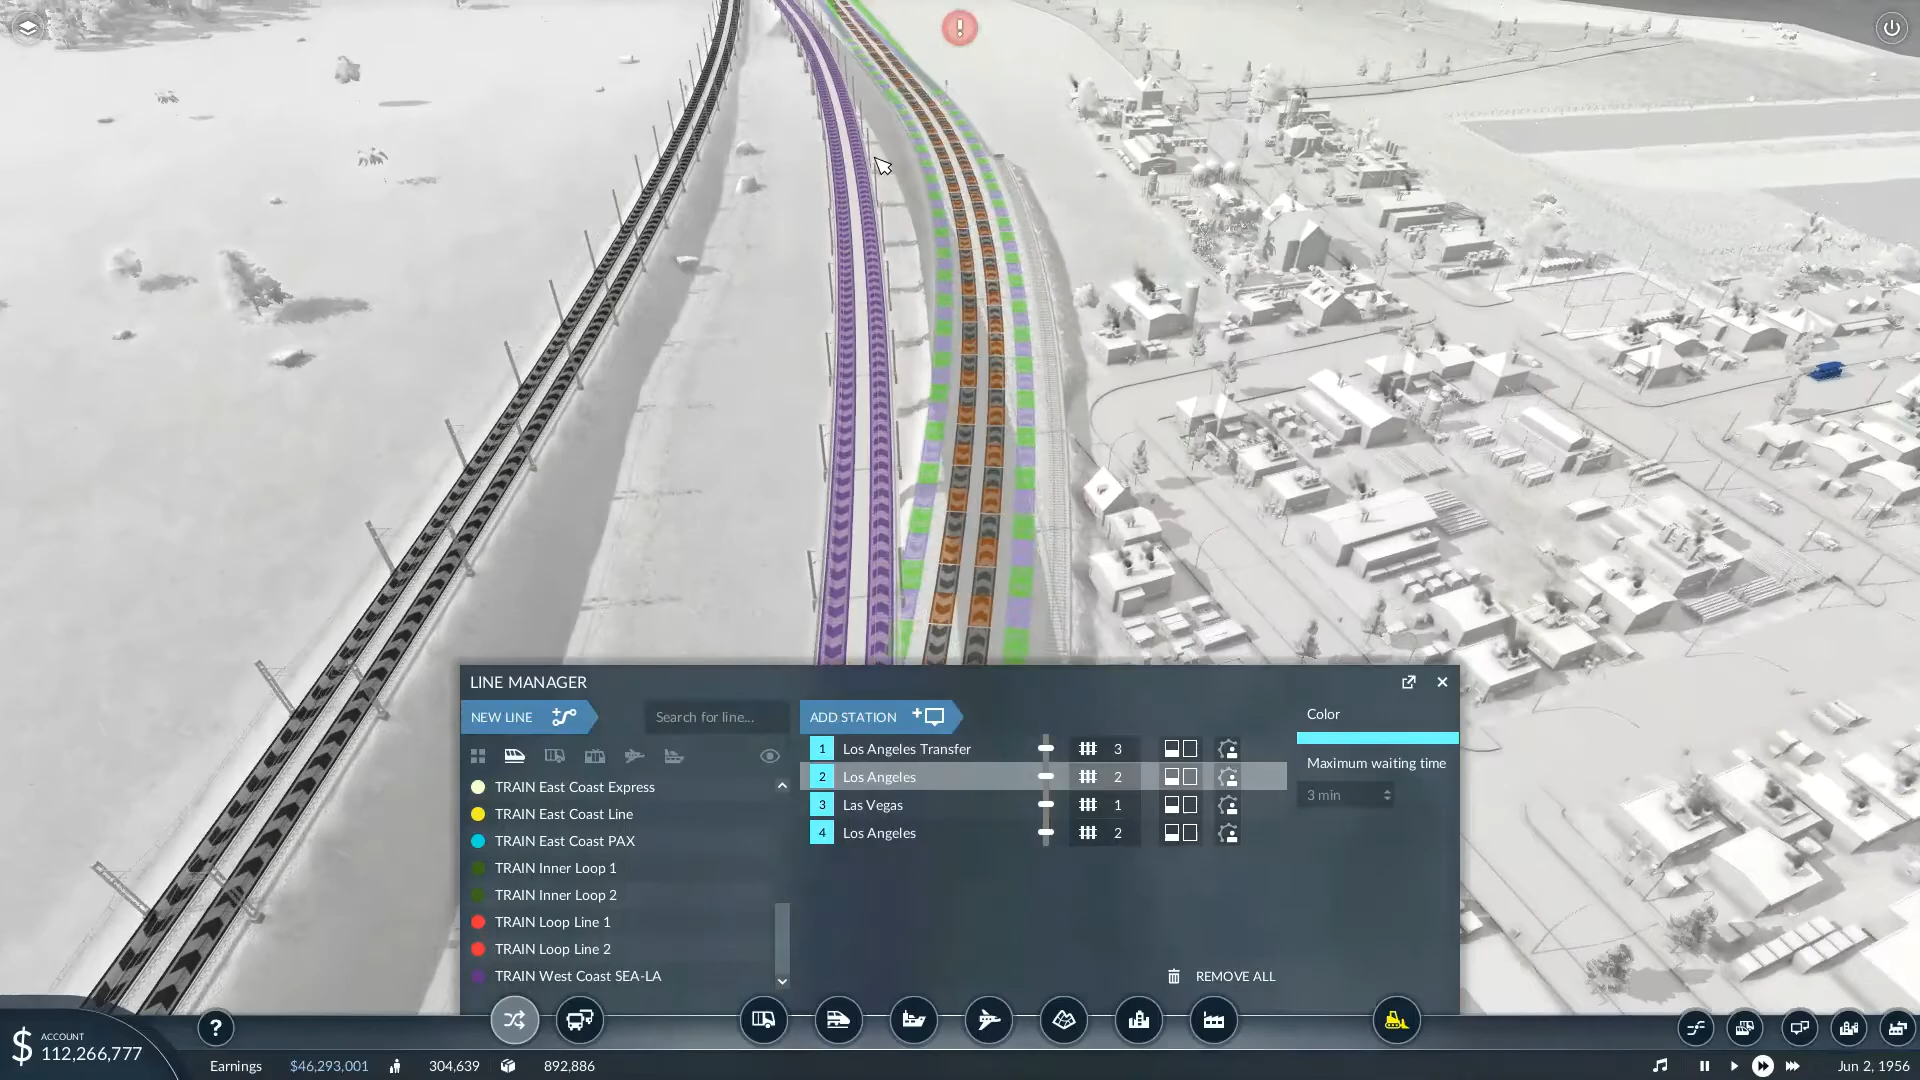 LINE MANAGER
NEW LINE
Search for line...
ADD STATION
Color
1 Los Angeles Transfer 3
2 Los Angeles 2
3 Las Vegas 1
4 Los Angeles 2
Maximum waiting time
3 min
TRAIN East Coast Express
TRAIN East Coast Line
TRAIN East Coast PAX
TRAIN Inner Loop 1
TRAIN Inner Loop 2
TRAIN Loop Line 1
TRAIN Loop Line 2
TRAIN West Coast SEA-LA
REMOVE ALL
?
$ ACCOUNT
112,266,777
Earnings $46,293,001 304,639 892,886 Jun 2, 1956